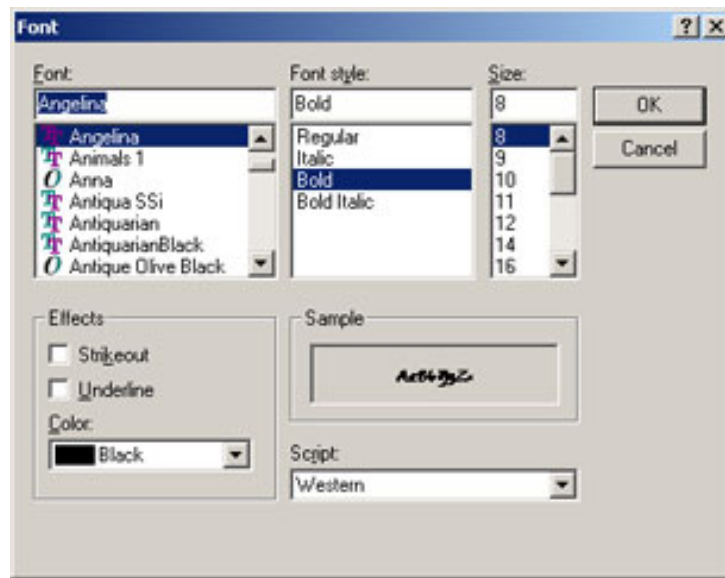 Font
Font:
Angelina
Angelina
Animals 1
Anna
Antiqua SSi
Antiquarian
AntiquarianBlack
Antique Olive Black
Font style:
Bold
Regular
Italic
Bold
Bold Italic
Size:
8
8
9
10
11
12
14
16
OK
Cancel
Effects
Strikeout
Underline
Color:
Black
Sample
AaBbYyZz
Script:
Western